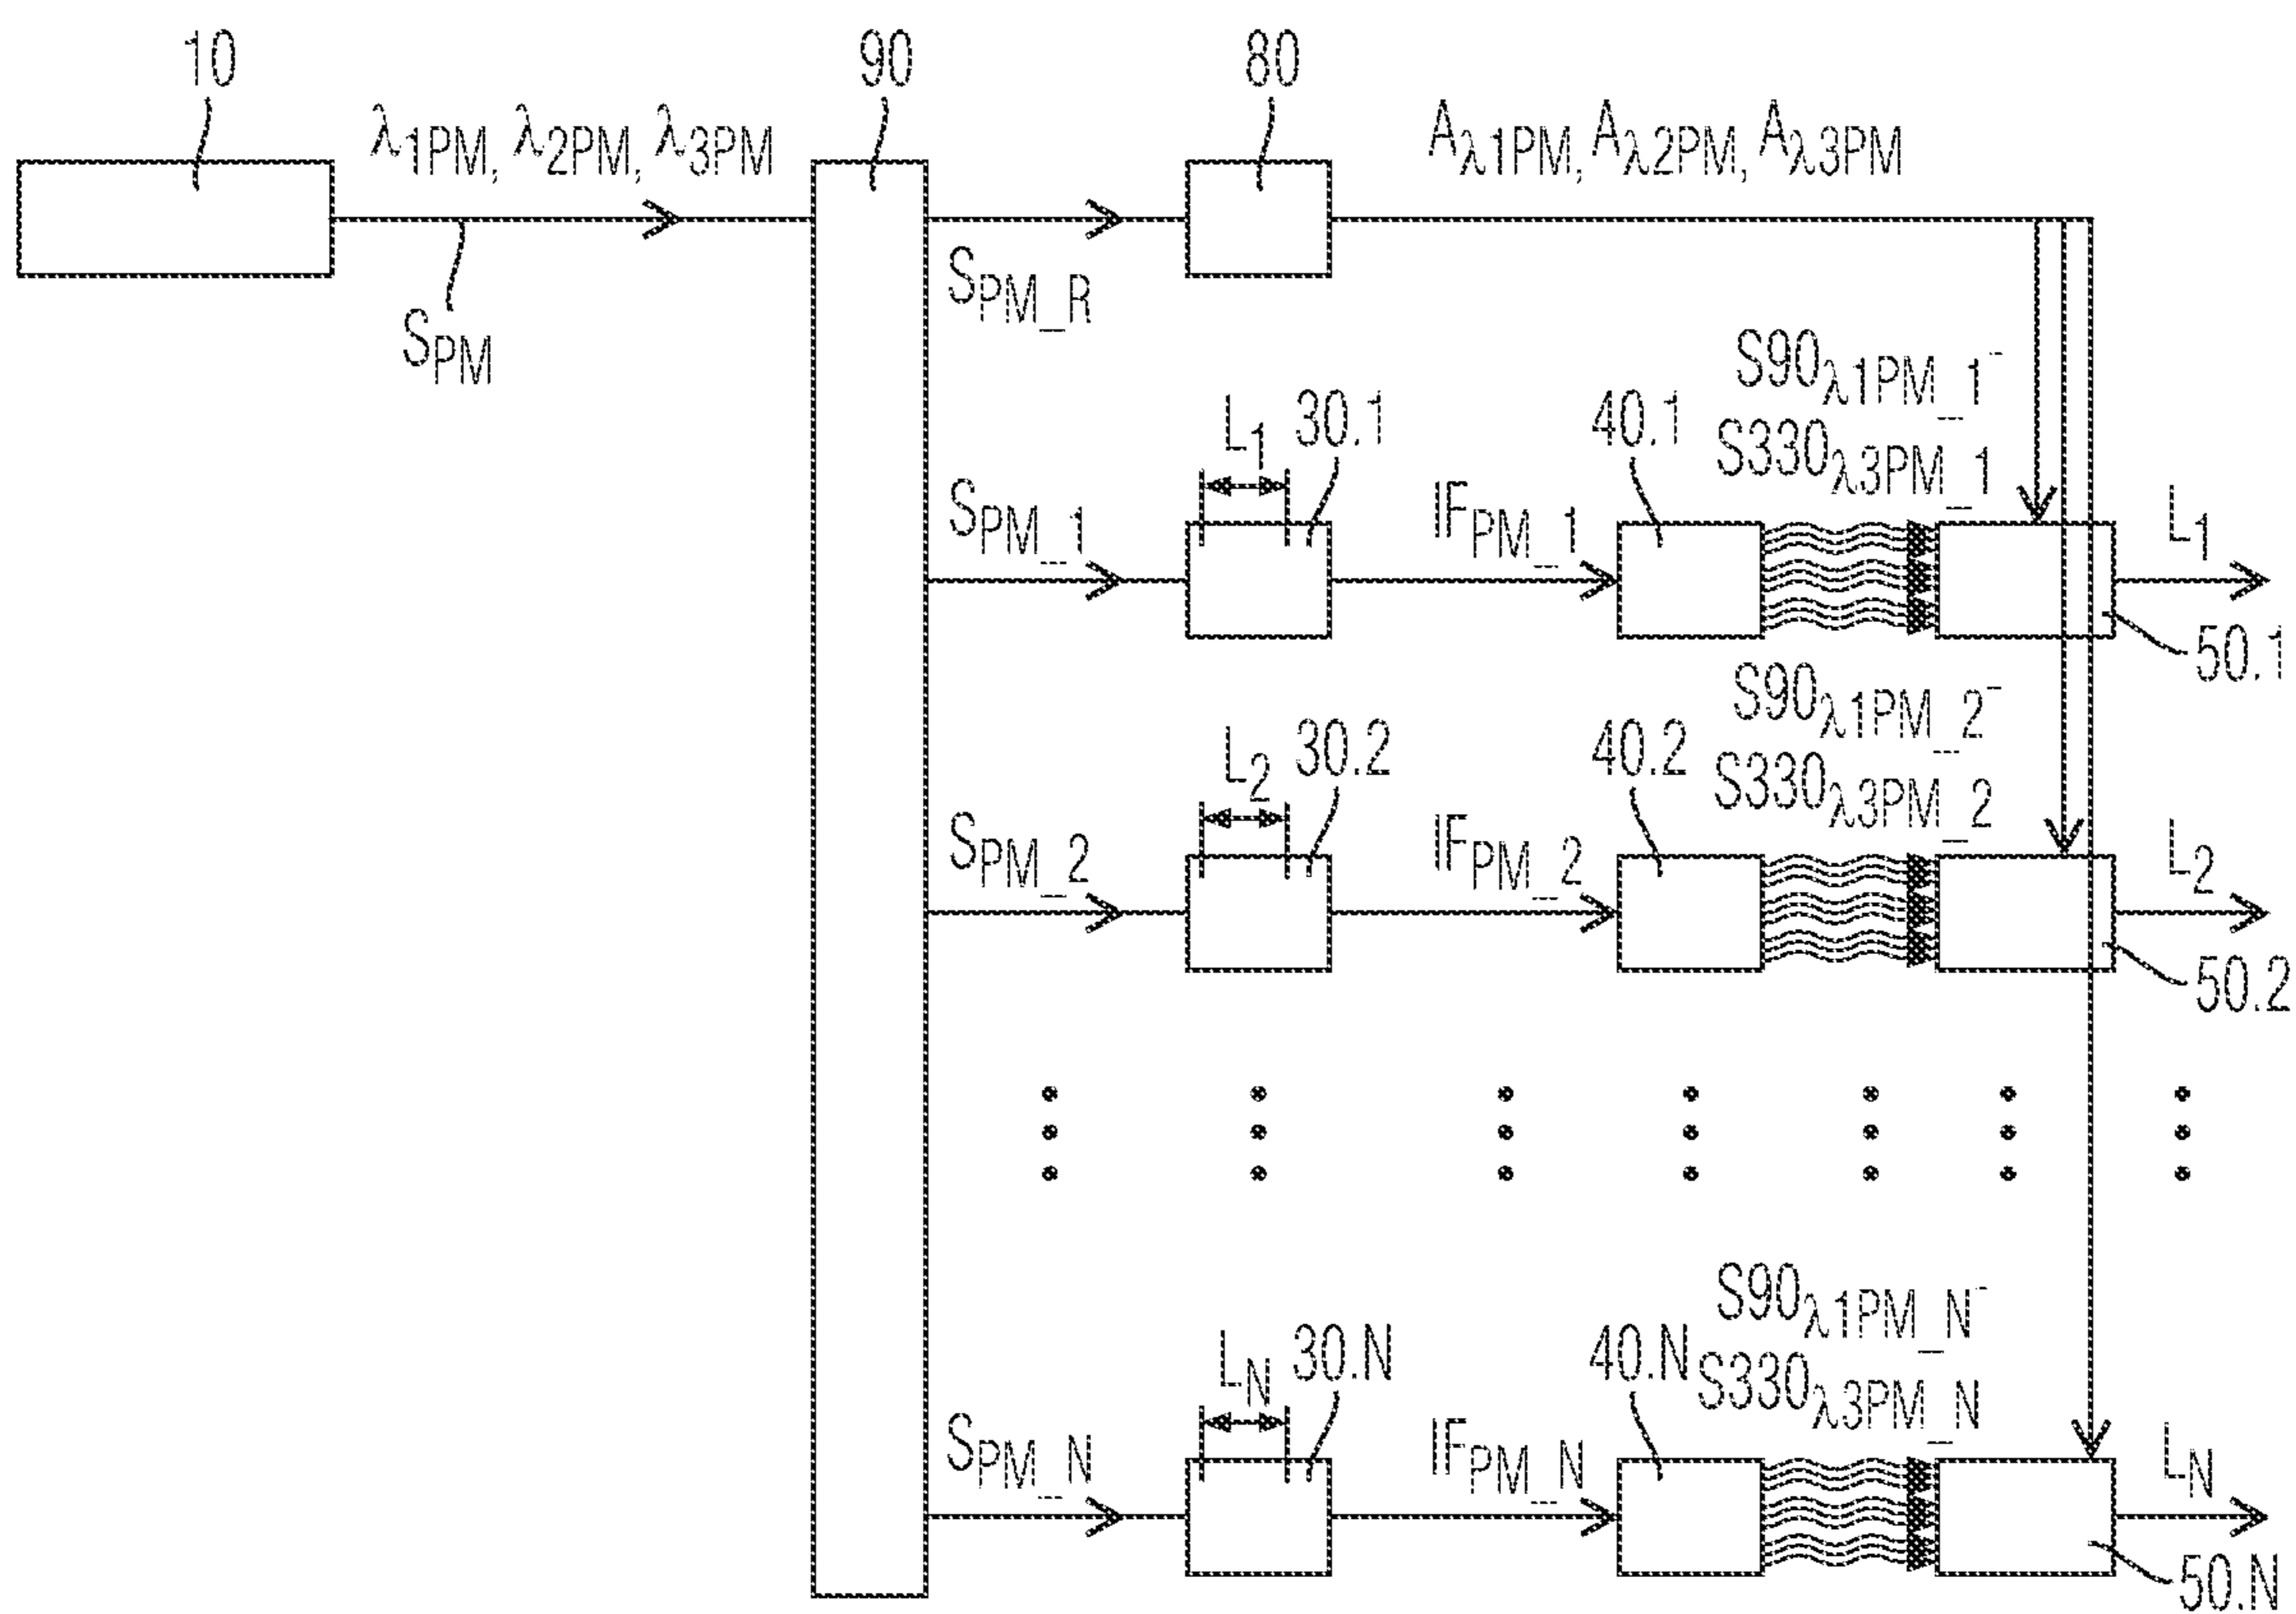 10
90
80
λ1PM, λ2PM, λ3PM
Aλ1PM, Aλ2PM, Aλ3PM
SPM
SPM_R
S90λ1PM_1-
S330λ3PM_1
L1
30.1
40.1
SPM_1
IFPM_1
L1
50.1
S90λ1PM_2-
S330λ3PM_2
L2
30.2
40.2
SPM_2
IFPM_2
L2
50.2
S90λ1PM_N-
S330λ3PM_N
LN
30.N
40.N
SPM_N
IFPM_N
LN
50.N